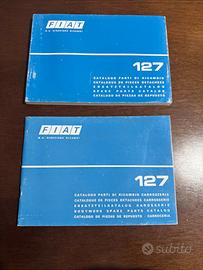 FIAT
S.p.A. DIREZIONE RICAMBI
127
CATALOGO PARTI DI RICAMBIO
CATALOGUE DE PIECES DETACHEES
ERSATZTEILKATALOG
SPARE PARTS CATALOG
CATALOGO DE PIEZAS DE REPUESTO
FIAT
DIREZIONE RICAMBI
127
CATALOGO PARTI DI RICAMBIO CARROZZERIA
CATALOGUE DE PIECES DETACHEES CARROSSERIE
ERSATZTEILKATALOG KAROSSERIE
BODYWORK SPARE PARTS CATALOG
CATALOGO DE PIEZAS DE REPUESTO CARROCERIA
subito